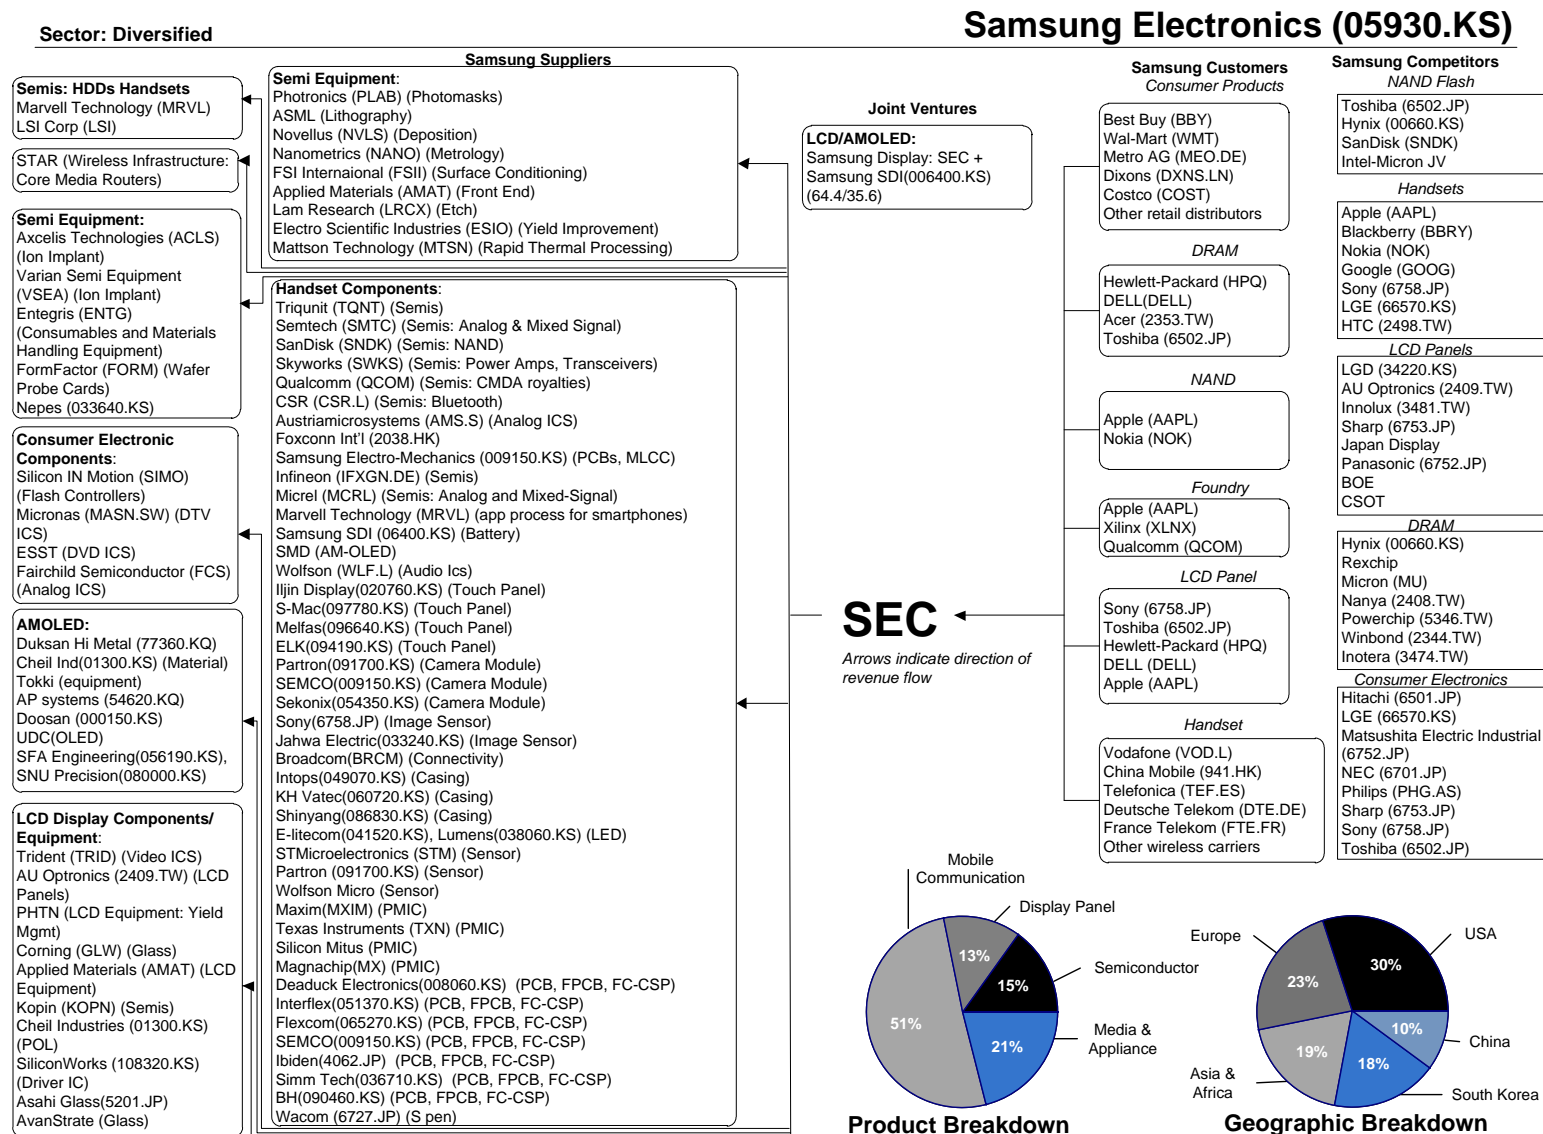 Sector: Diversified
Samsung Electronics (05930.KS)
Samsung Suppliers
Semis: HDDs Handsets
Marvell Technology (MRVL)
LSI Corp (LSI)
STAR (Wireless Infrastructure:
Core Media Routers)
Semi Equipment:
Axcelis Technologies (ACLS)
(Ion Implant)
Varian Semi Equipment
(VSEA) (Ion Implant)
Entegris (ENTG)
(Consumables and Materials
Handling Equipment)
FormFactor (FORM) (Wafer
Probe Cards)
Nepes (033640.KS)
Consumer Electronic
Components:
Silicon IN Motion (SIMO)
(Flash Controllers)
Micronas (MASN.SW) (DTV
ICS)
ESST (DVD ICS)
Fairchild Semiconductor (FCS)
(Analog ICS)
AMOLED:
Duksan Hi Metal (77360.KQ)
Cheil Ind(01300.KS) (Material)
Tokki (equipment)
AP systems (54620.KQ)
Doosan (000150.KS)
UDC(OLED)
SFA Engineering(056190.KS),
SNU Precision(080000.KS)
LCD Display Components/
Equipment:
Trident (TRID) (Video ICS)
AU Optronics (2409.TW) (LCD
Panels)
PHTN (LCD Equipment: Yield
Mgmt)
Corning (GLW) (Glass)
Applied Materials (AMAT) (LCD
Equipment)
Kopin (KOPN) (Semis)
Cheil Industries (01300.KS)
(POL)
SiliconWorks (108320.KS)
(Driver IC)
Asahi Glass(5201.JP)
AvanStrate (Glass)
Semi Equipment:
Photronics (PLAB) (Photomasks)
ASML (Lithography)
Novellus (NVLS) (Deposition)
Nanometrics (NANO) (Metrology)
FSI Internaional (FSII) (Surface Conditioning)
Applied Materials (AMAT) (Front End)
Lam Research (LRCX) (Etch)
Electro Scientific Industries (ESIO) (Yield Improvement)
Mattson Technology (MTSN) (Rapid Thermal Processing)
Handset Components:
Triqunit (TQNT) (Semis)
Semtech (SMTC) (Semis: Analog & Mixed Signal)
SanDisk (SNDK) (Semis: NAND)
Skyworks (SWKS) (Semis: Power Amps, Transceivers)
Qualcomm (QCOM) (Semis: CMDA royalties)
CSR (CSR.L) (Semis: Bluetooth)
Austriamicrosystems (AMS.S) (Analog ICS)
Foxconn Int'l (2038.HK)
Samsung Electro-Mechanics (009150.KS) (PCBs, MLCC)
Infineon (IFXGN.DE) (Semis)
Micrel (MCRL) (Semis: Analog and Mixed-Signal)
Marvell Technology (MRVL) (app process for smartphones)
Samsung SDI (06400.KS) (Battery)
SMD (AM-OLED)
Wolfson (WLF.L) (Audio Ics)
Iljin Display(020760.KS) (Touch Panel)
S-Mac(097780.KS) (Touch Panel)
Melfas(096640.KS) (Touch Panel)
ELK(094190.KS) (Touch Panel)
Partron(091700.KS) (Camera Module)
SEMCO(009150.KS) (Camera Module)
Sekonix(054350.KS) (Camera Module)
Sony(6758.JP) (Image Sensor)
Jahwa Electric(033240.KS) (Image Sensor)
Broadcom(BRCM) (Connectivity)
Intops(049070.KS) (Casing)
KH Vatec(060720.KS) (Casing)
Shinyang(086830.KS) (Casing)
E-litecom(041520.KS), Lumens(038060.KS) (LED)
STMicroelectronics (STM) (Sensor)
Partron (091700.KS) (Sensor)
Wolfson Micro (Sensor)
Maxim(MXIM) (PMIC)
Texas Instruments (TXN) (PMIC)
Silicon Mitus (PMIC)
Magnachip(MX) (PMIC)
Deaduck Electronics(008060.KS) (PCB, FPCB, FC-CSP)
Interflex(051370.KS) (PCB, FPCB, FC-CSP)
Flexcom(065270.KS) (PCB, FPCB, FC-CSP)
SEMCO(009150.KS) (PCB, FPCB, FC-CSP)
Ibiden(4062.JP) (PCB, FPCB, FC-CSP)
Simm Tech(036710.KS) (PCB, FPCB, FC-CSP)
BH(090460.KS) (PCB, FPCB, FC-CSP)
Wacom (6727.JP) (S pen)
Joint Ventures
LCD/AMOLED:
Samsung Display: SEC +
Samsung SDI(006400.KS)
(64.4/35.6)
SEC
Arrows indicate direction of
revenue flow
Samsung Customers
Consumer Products
Best Buy (BBY)
Wal-Mart (WMT)
Metro AG (MEO.DE)
Dixons (DXNS.LN)
Costco (COST)
Other retail distributors
DRAM
Hewlett-Packard (HPQ)
DELL(DELL)
Acer (2353.TW)
Toshiba (6502.JP)
NAND
Apple (AAPL)
Nokia (NOK)
Foundry
Apple (AAPL)
Xilinx (XLNX)
Qualcomm (QCOM)
LCD Panel
Sony (6758.JP)
Toshiba (6502.JP)
Hewlett-Packard (HPQ)
DELL (DELL)
Apple (AAPL)
Handset
Vodafone (VOD.L)
China Mobile (941.HK)
Telefonica (TEF.ES)
Deutsche Telekom (DTE.DE)
France Telekom (FTE.FR)
Other wireless carriers
Samsung Competitors
NAND Flash
Toshiba (6502.JP)
Hynix (00660.KS)
SanDisk (SNDK)
Intel-Micron JV
Handsets
Apple (AAPL)
Blackberry (BBRY)
Nokia (NOK)
Google (GOOG)
Sony (6758.JP)
LGE (66570.KS)
HTC (2498.TW)
LCD Panels
LGD (34220.KS)
AU Optronics (2409.TW)
Innolux (3481.TW)
Sharp (6753.JP)
Japan Display
Panasonic (6752.JP)
BOE
CSOT
DRAM
Hynix (00660.KS)
Rexchip
Micron (MU)
Nanya (2408.TW)
Powerchip (5346.TW)
Winbond (2344.TW)
Inotera (3474.TW)
Consumer Electronics
Hitachi (6501.JP)
LGE (66570.KS)
Matsushita Electric Industrial
(6752.JP)
NEC (6701.JP)
Philips (PHG.AS)
Sharp (6753.JP)
Sony (6758.JP)
Toshiba (6502.JP)
Mobile
Communication
Display Panel
Semiconductor
Media &
Appliance
13%
15%
51%
21%
Product Breakdown
Europe
USA
China
South Korea
Asia &
Africa
30%
23%
10%
19%
18%
Geographic Breakdown